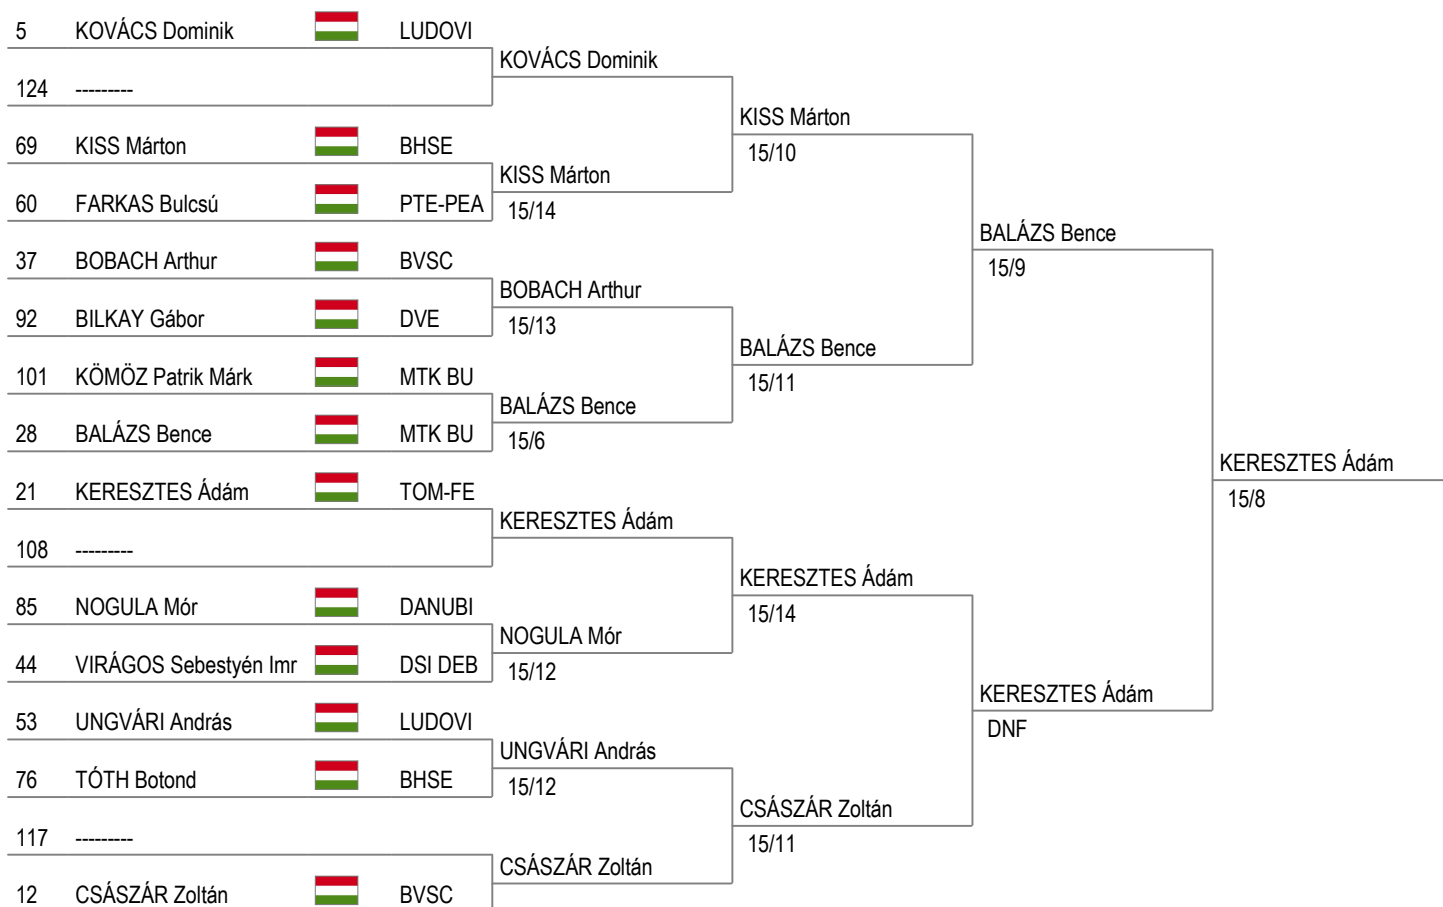 5 KOVÁCS Dominik LUDOVI
KOVÁCS Dominik
124 ---------
KISS Márton
15/10
69 KISS Márton BHSE
KISS Márton
15/14
60 FARKAS Bulcsú PTE-PEA
BALÁZS Bence
15/9
37 BOBACH Arthur BVSC
BOBACH Arthur
15/13
92 BILKAY Gábor DVE
BALÁZS Bence
15/11
101 KÖMÖZ Patrik Márk MTK BU
BALÁZS Bence
15/6
28 BALÁZS Bence MTK BU
KERESZTES Ádám
15/8
21 KERESZTES Ádám TOM-FE
KERESZTES Ádám
108 ---------
KERESZTES Ádám
15/14
85 NOGULA Mór DANUBI
NOGULA Mór
15/12
44 VIRÁGOS Sebestyén Imr DSI DEB
KERESZTES Ádám
DNF
53 UNGVÁRI András LUDOVI
UNGVÁRI András
15/12
76 TÓTH Botond BHSE
CSÁSZÁR Zoltán
15/11
117 ---------
CSÁSZÁR Zoltán
12 CSÁSZÁR Zoltán BVSC